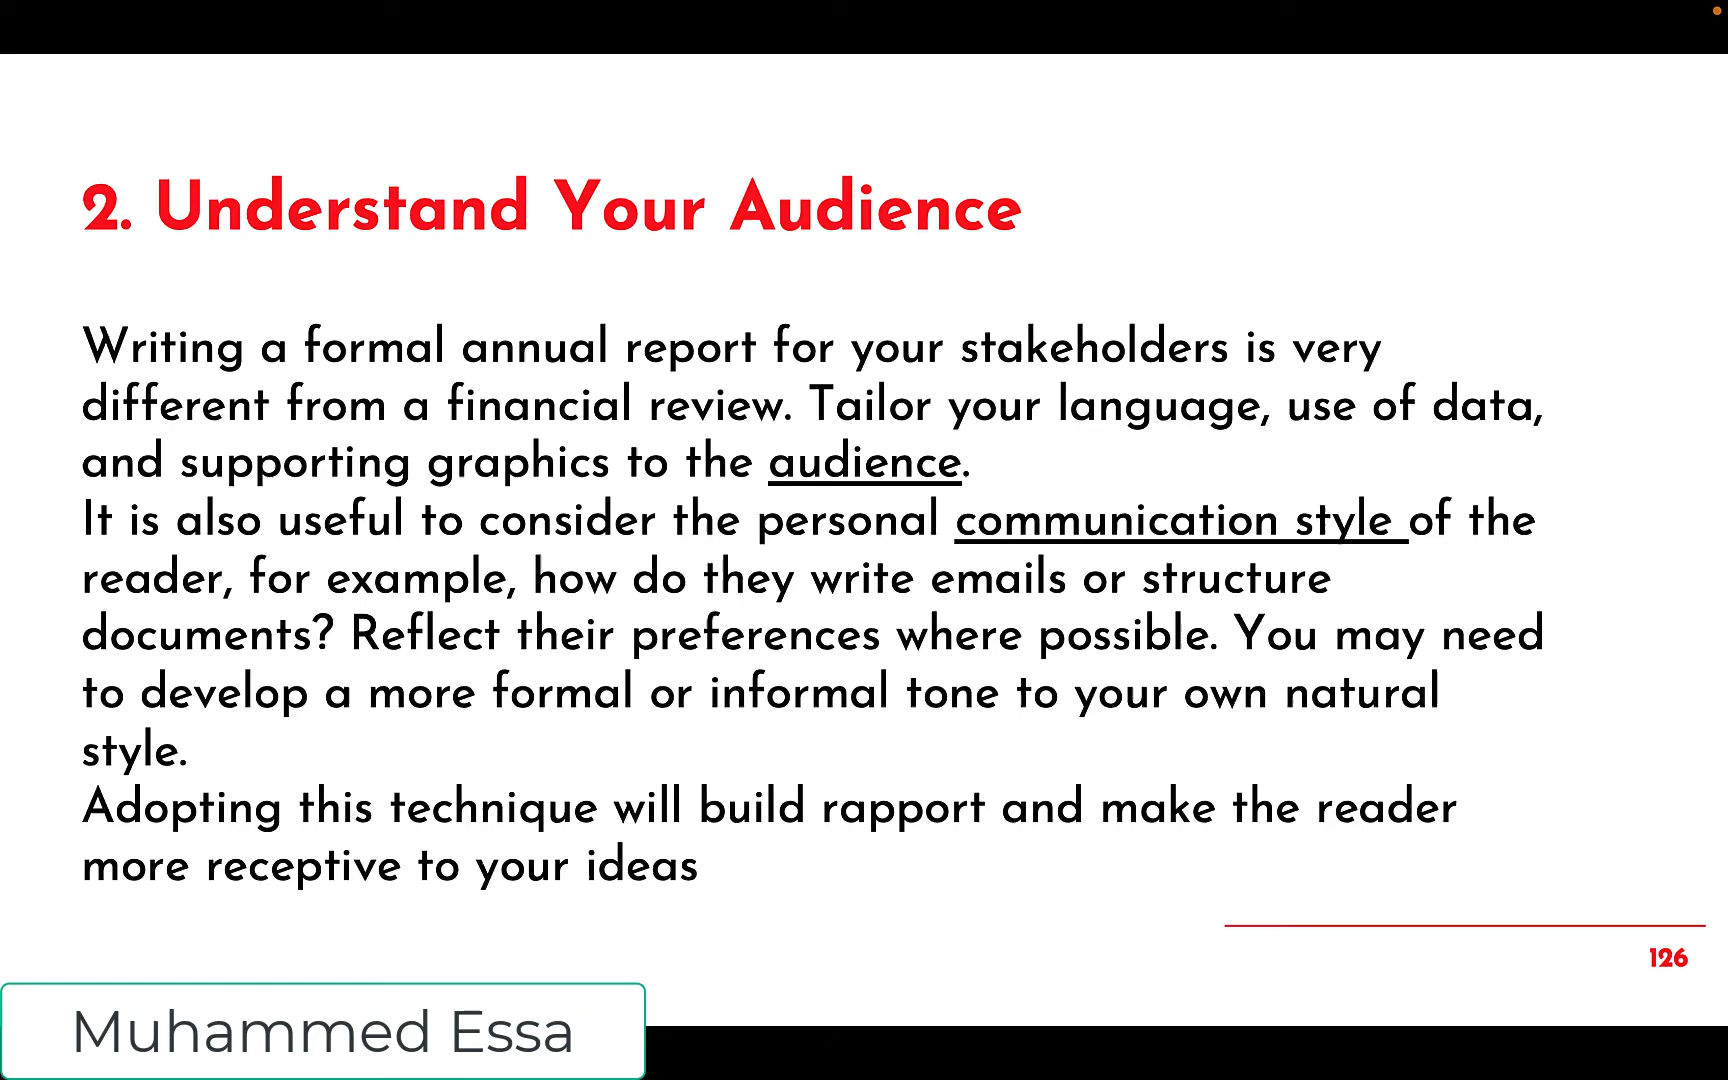 2. Understand Your Audience
Writing a formal annual report for your stakeholders is very
different from a financial review. Tailor your language, use of data,
and supporting graphics to the audience.
It is also useful to consider the personal communication style of the
reader, for example, how do they write emails or structure
documents? Reflect their preferences where possible. You may need
to develop a more formal or informal tone to your own natural
style.
Adopting this technique will build rapport and make the reader
more receptive to your ideas
126
Muhammed Essa